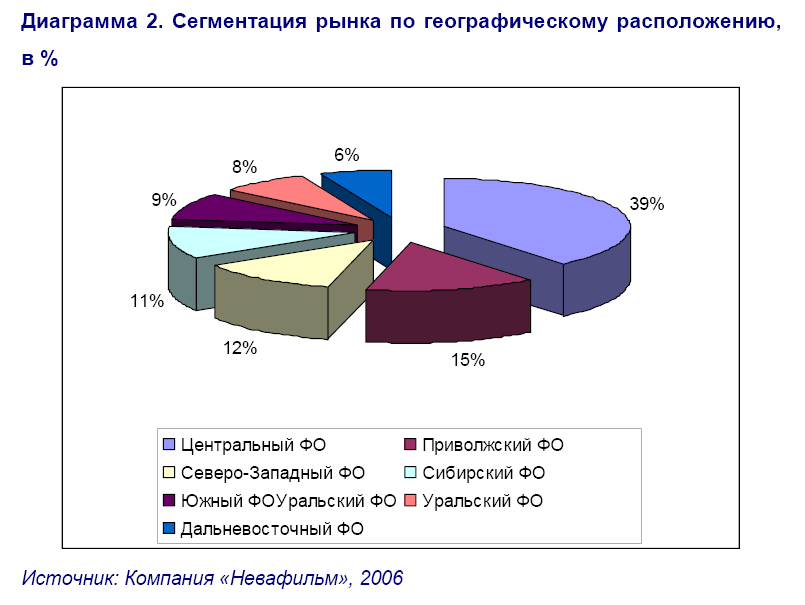 Диаграмма 2. Сегментация рынка по географическому расположению,
в %
6%
8%
39%
9%
11%
12%
15%
Центральный ФО
Приволжский ФО
Северо-Западный ФО
Сибирский ФО
Южный ФОУральский ФО
Уральский ФО
Дальневосточный ФО
Источник: Компания «Невафильм», 2006